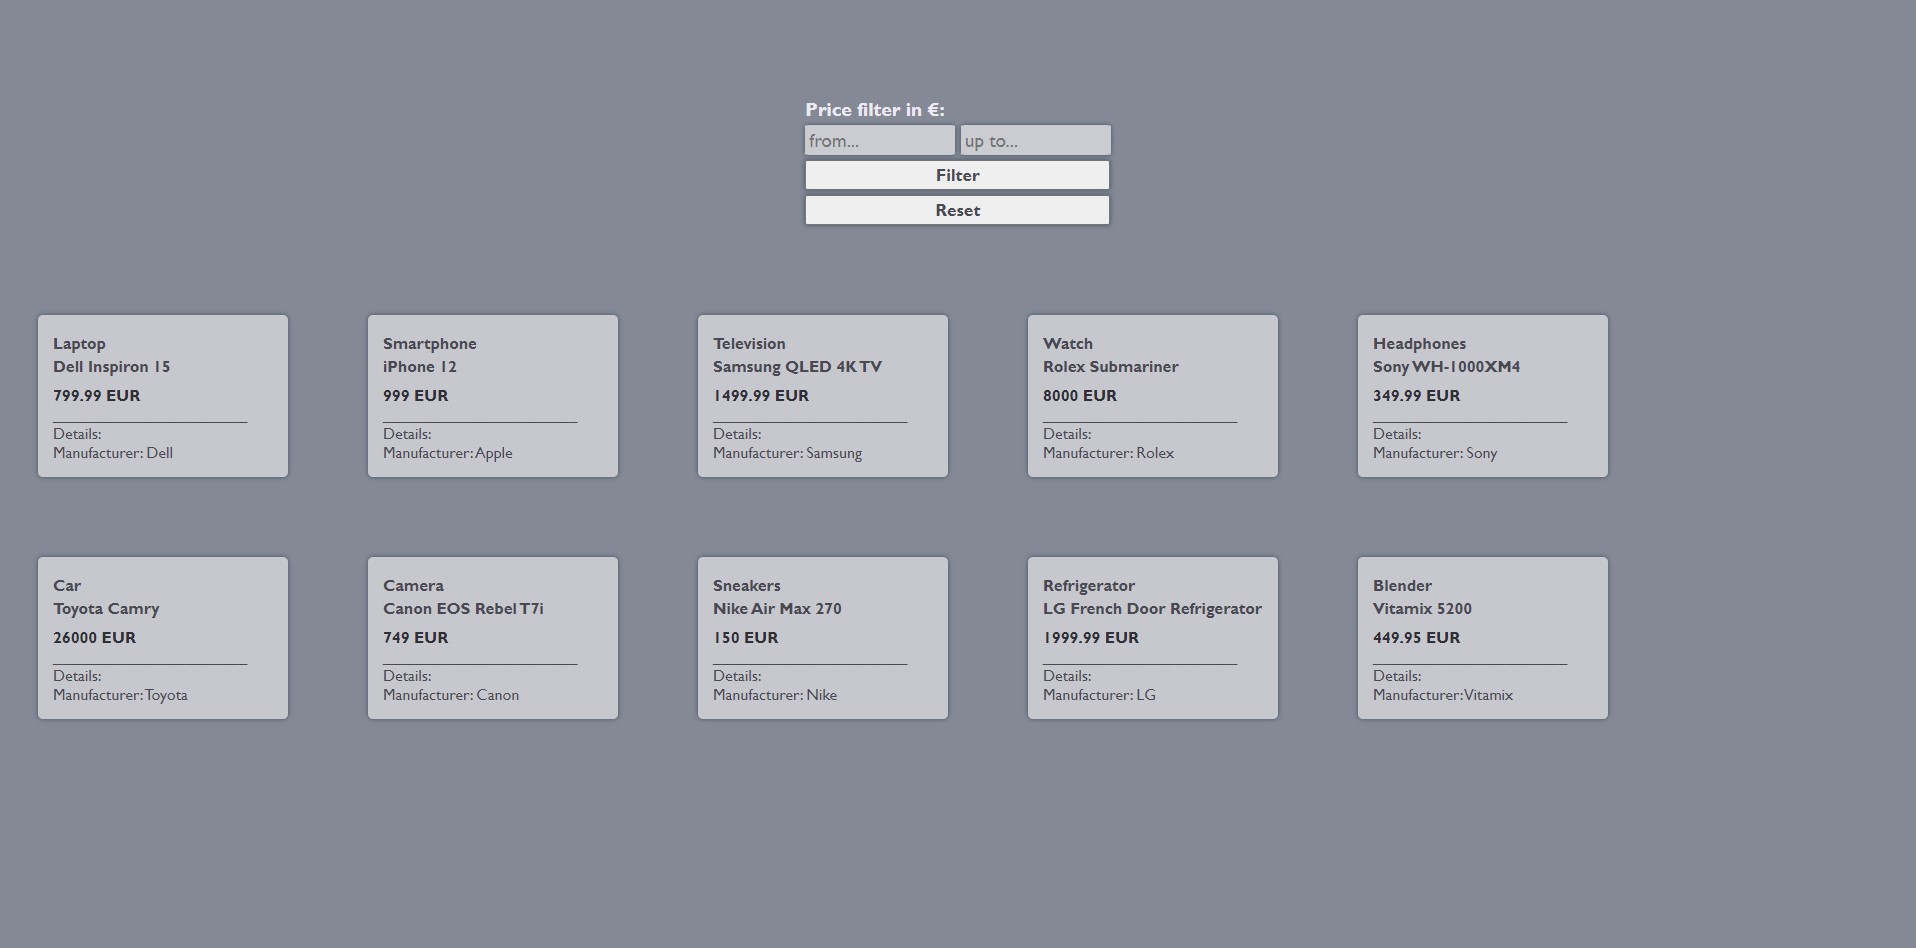 Price filter in €:
from... up to...
Filter
Reset
Laptop
Dell Inspiron 15
799.99 EUR
Details:
Manufacturer: Dell
Smartphone
iPhone 12
999 EUR
Details:
Manufacturer: Apple
Television
Samsung QLED 4K TV
1499.99 EUR
Details:
Manufacturer: Samsung
Watch
Rolex Submariner
8000 EUR
Details:
Manufacturer: Rolex
Headphones
Sony WH-1000XM4
349.99 EUR
Details:
Manufacturer: Sony
Car
Toyota Camry
26000 EUR
Details:
Manufacturer: Toyota
Camera
Canon EOS Rebel T7i
749 EUR
Details:
Manufacturer: Canon
Sneakers
Nike Air Max 270
150 EUR
Details:
Manufacturer: Nike
Refrigerator
LG French Door Refrigerator
1999.99 EUR
Details:
Manufacturer: LG
Blender
Vitamix 5200
449.95 EUR
Details:
Manufacturer: Vitamix